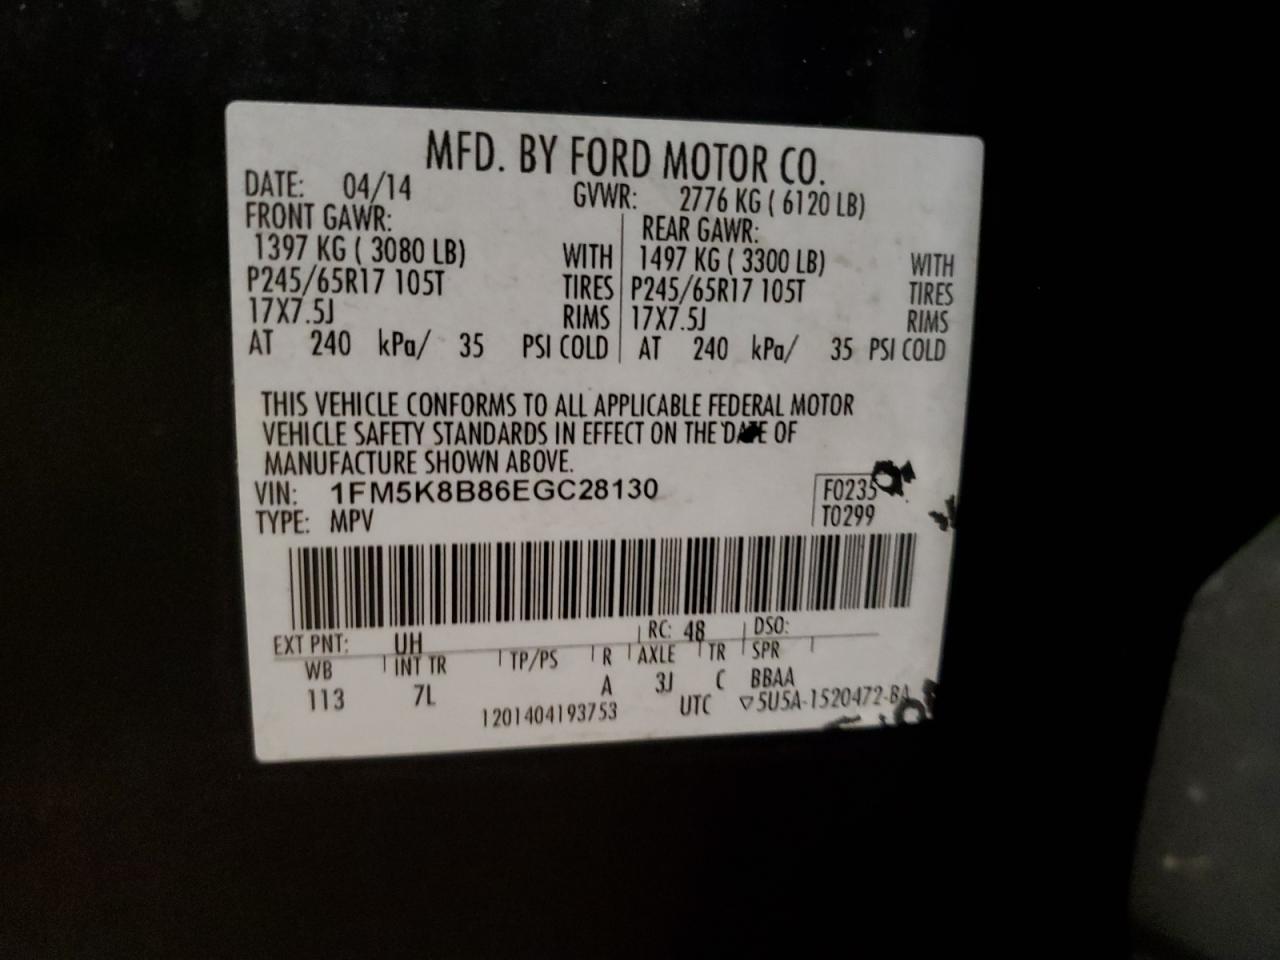 MFD. BY FORD MOTOR CO.
DATE: 04/14 GVWR: 2776 KG ( 6120 LB)
FRONT GAWR: REAR GAWR:
1397 KG ( 3080 LB) WITH 1497 KG ( 3300 LB) WITH
P245/65R17 105T TIRES P245/65R17 105T TIRES
17X7.5J RIMS 17X7.5J RIMS
AT 240 kPa/ 35 PSI COLD AT 240 kPa/ 35 PSI COLD
THIS VEHICLE CONFORMS TO ALL APPLICABLE FEDERAL MOTOR
VEHICLE SAFETY STANDARDS IN EFFECT ON THE DATE OF
MANUFACTURE SHOWN ABOVE.
VIN: 1FM5K8B86EGC28130 F0235
TYPE: MPV T0299
EXT PNT: UH RC: 48 DSO:
WB INT TR TP/PS R AXLE TR SPR
113 7L A 3J C BBAA
1201404193753 UTC ▽5U5A-1520472-BA